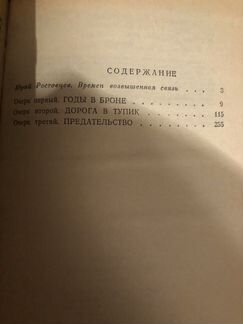 СОДЕРЖАНИЕ
Юрий Ростовцев. Времен возвышенная связь . . . 3
Очерк первый. ГОДЫ В БРОНЕ . . . . . . . . 9
Очерк второй. ДОРОГА В ТУПИК . . . . . . . 115
Очерк третий. ПРЕДАТЕЛЬСТВО . . . . . . . 255